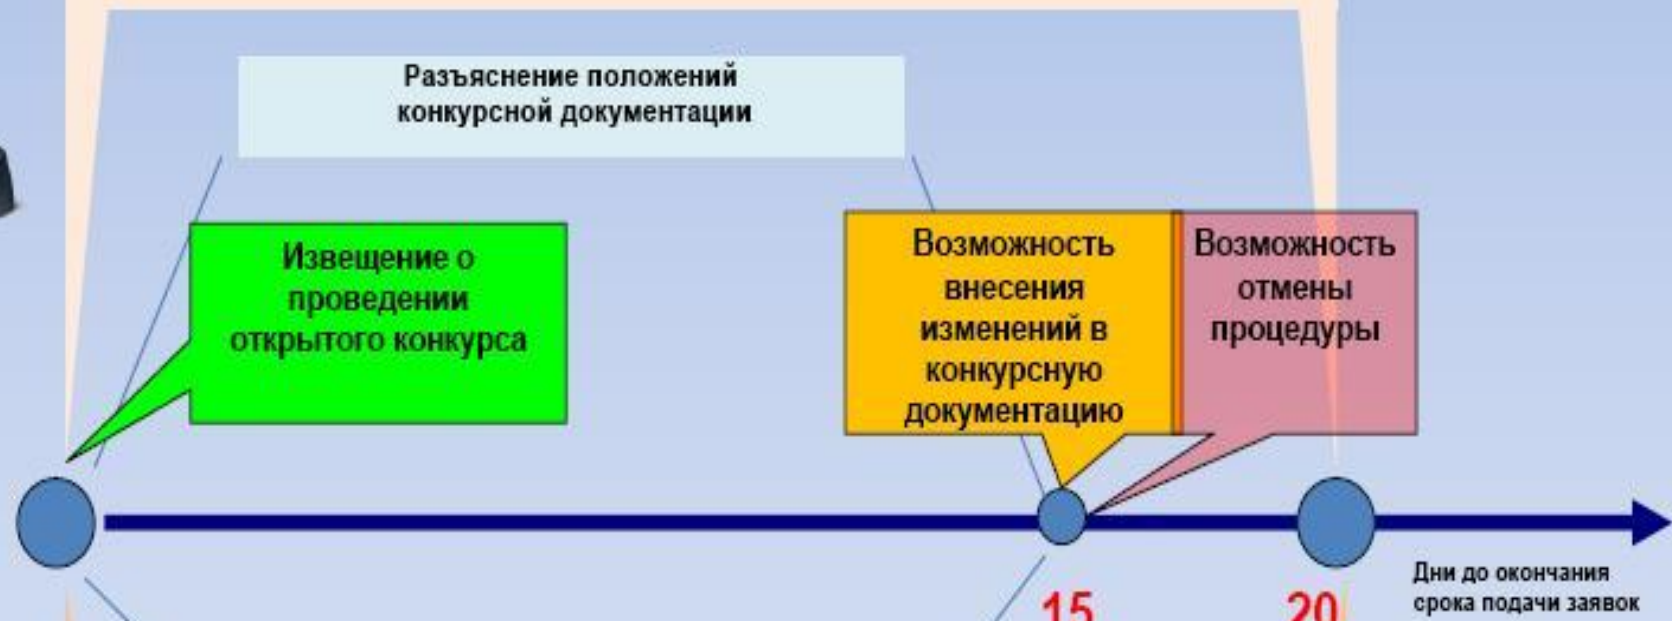 Разъяснение положений
конкурсной документации
Извещение о
проведении
открытого конкурса
Возможность
внесения
изменений в
конкурсную
документацию
Возможность
отмены
процедуры
15
20
Дни до окончания
срока подачи заявок